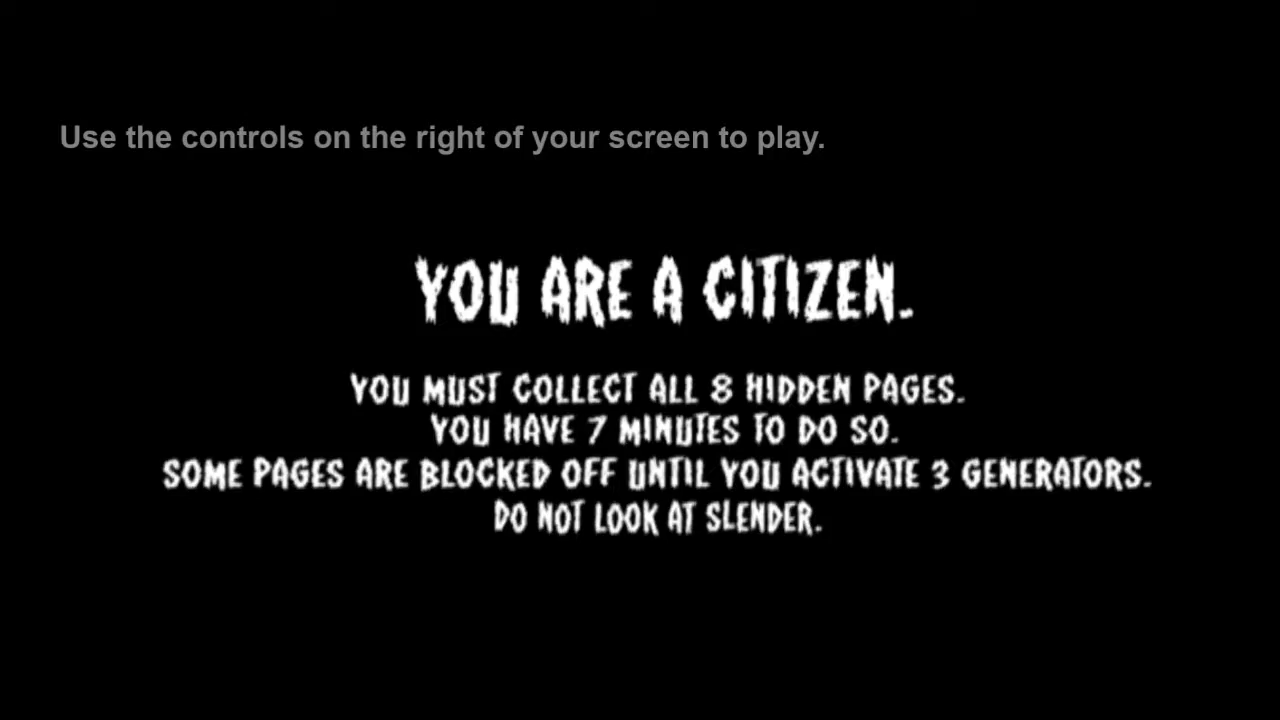 Use the controls on the right of your screen to play.
YOU ARE A CITIZEN.
YOU MUST COLLECT ALL 8 HIDDEN PAGES.
YOU HAVE 7 MINUTES TO DO SO.
SOME PAGES ARE BLOCKED OFF UNTIL YOU ACTIVATE 3 GENERATORS.
DO NOT LOOK AT SLENDER.